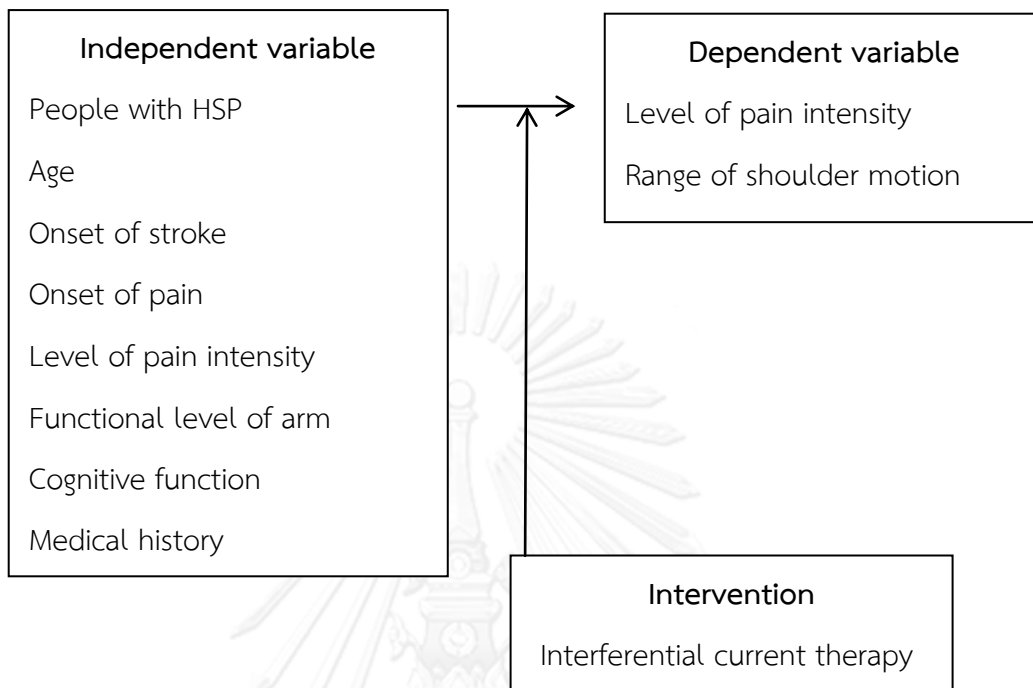 Independent variable
People with HSP
Age
Onset of stroke
Onset of pain
Level of pain intensity
Functional level of arm
Cognitive function
Medical history
Dependent variable
Level of pain intensity
Range of shoulder motion
Intervention
Interferential current therapy